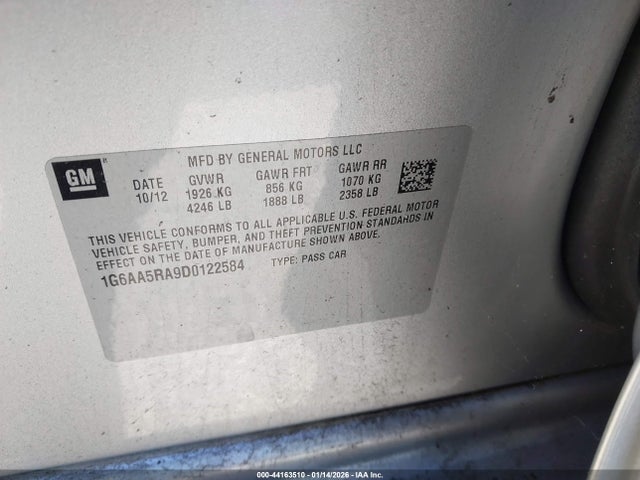 GM
MFD BY GENERAL MOTORS LLC
DATE GVWR GAWR FRT GAWR RR
10/12 1926 KG 856 KG 1070 KG
4246 LB 1888 LB 2358 LB
THIS VEHICLE CONFORMS TO ALL APPLICABLE U.S. FEDERAL MOTOR
VEHICLE SAFETY, BUMPER, AND THEFT PREVENTION STANDARDS IN
EFFECT ON THE DATE OF MANUFACTURE SHOWN ABOVE.
1G6AA5RA9D0122584 TYPE: PASS CAR
000-44163510 - 01/14/2026 - IAA Inc.